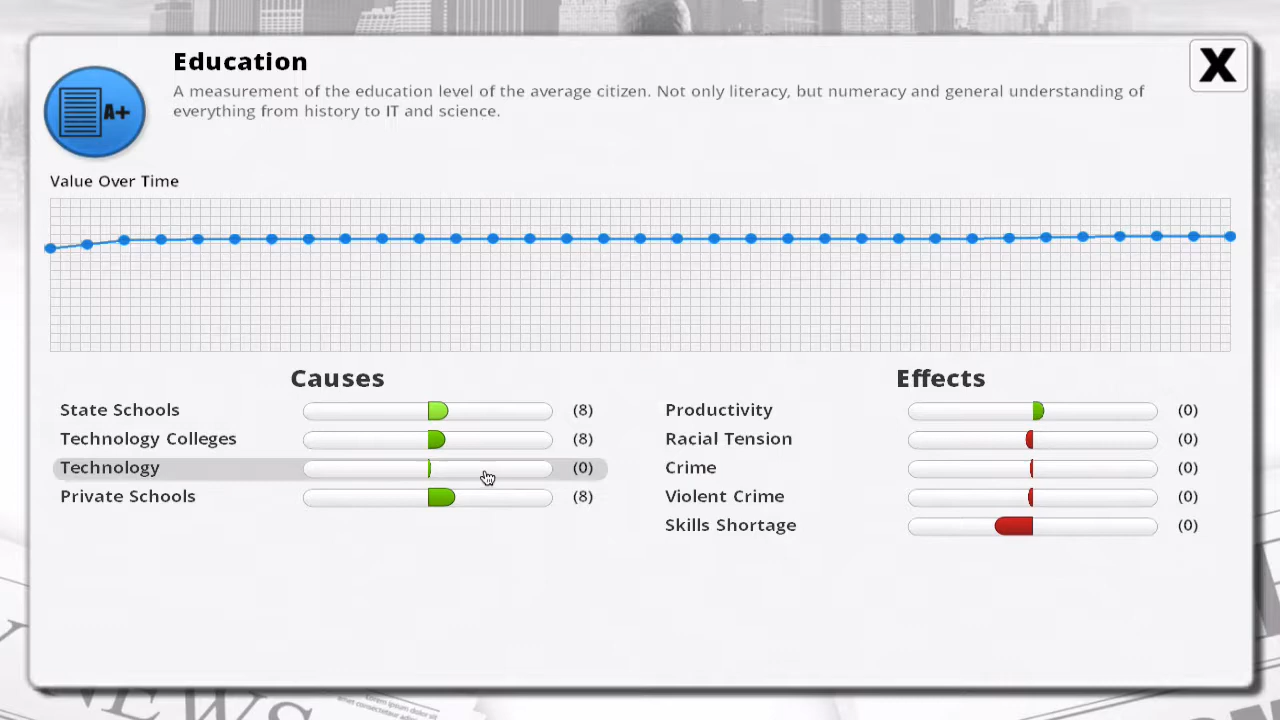 Education
A measurement of the education level of the average citizen. Not only literacy, but numeracy and general understanding of
everything from history to IT and science.
A+
X
Value Over Time
Causes
State Schools (8)
Technology Colleges (8)
Technology (0)
Private Schools (8)
Effects
Productivity (0)
Racial Tension (0)
Crime (0)
Violent Crime (0)
Skills Shortage (0)